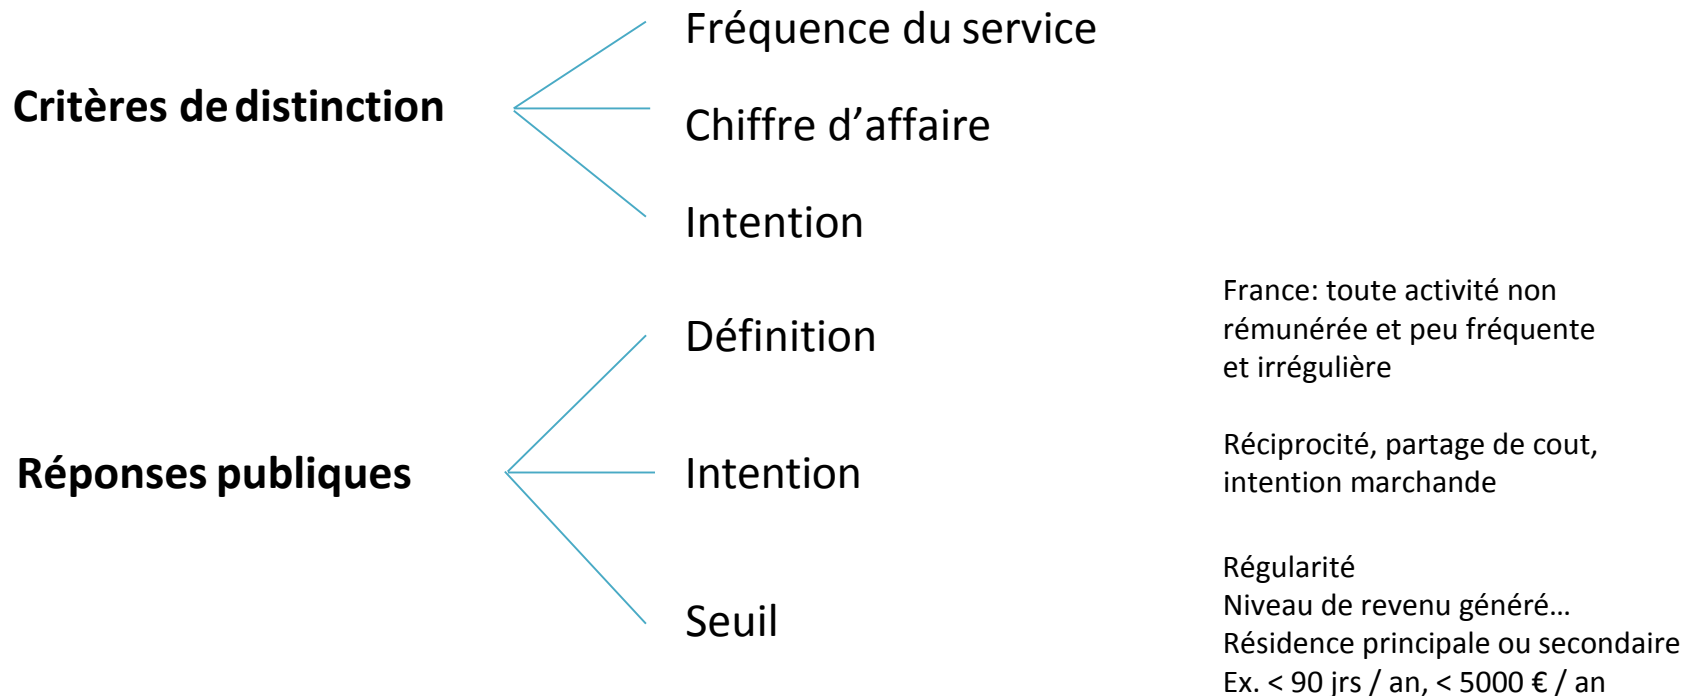 Critères de distinction
Fréquence du service
Chiffre d’affaire
Intention
Réponses publiques
Définition
France: toute activité non
rémunérée et peu fréquente
et irrégulière
Intention
Réciprocité, partage de cout,
intention marchande
Seuil
Régularité
Niveau de revenu généré…
Résidence principale ou secondaire
Ex. < 90 jrs / an, < 5000 € / an